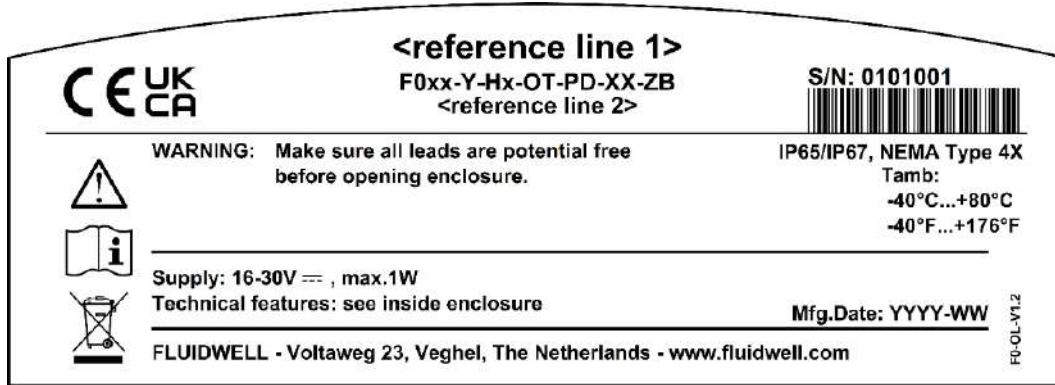 <reference line 1>
CE UK CA
F0xx-Y-Hx-OT-PD-XX-ZB
<reference line 2>
S/N: 0101001
WARNING: Make sure all leads are potential free
before opening enclosure.
IP65/IP67, NEMA Type 4X
Tamb:
-40°C...+80°C
-40°F...+176°F
i
Supply: 16-30V ⎓ , max.1W
Technical features: see inside enclosure
Mfg.Date: YYYY-WW
F0-OL-V1.2
FLUIDWELL - Voltaweg 23, Veghel, The Netherlands - www.fluidwell.com